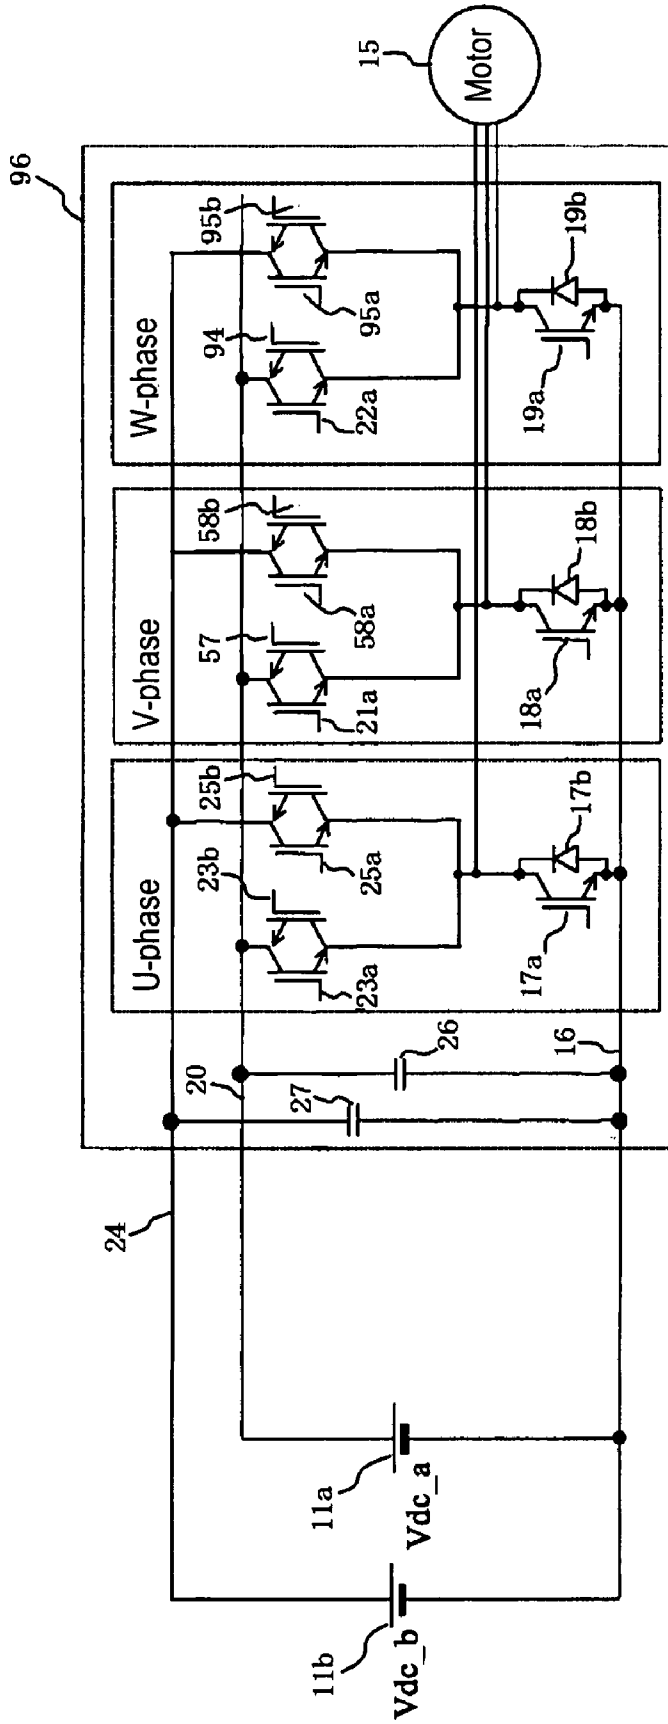 96
15
Motor
24
20
27
26
16
11b
Vdc_b
11a
Vdc_a
U-phase
23b
25b
23a
25a
17a
17b
V-phase
57
58b
21a
58a
18a
18b
W-phase
94
95b
22a
95a
19a
19b